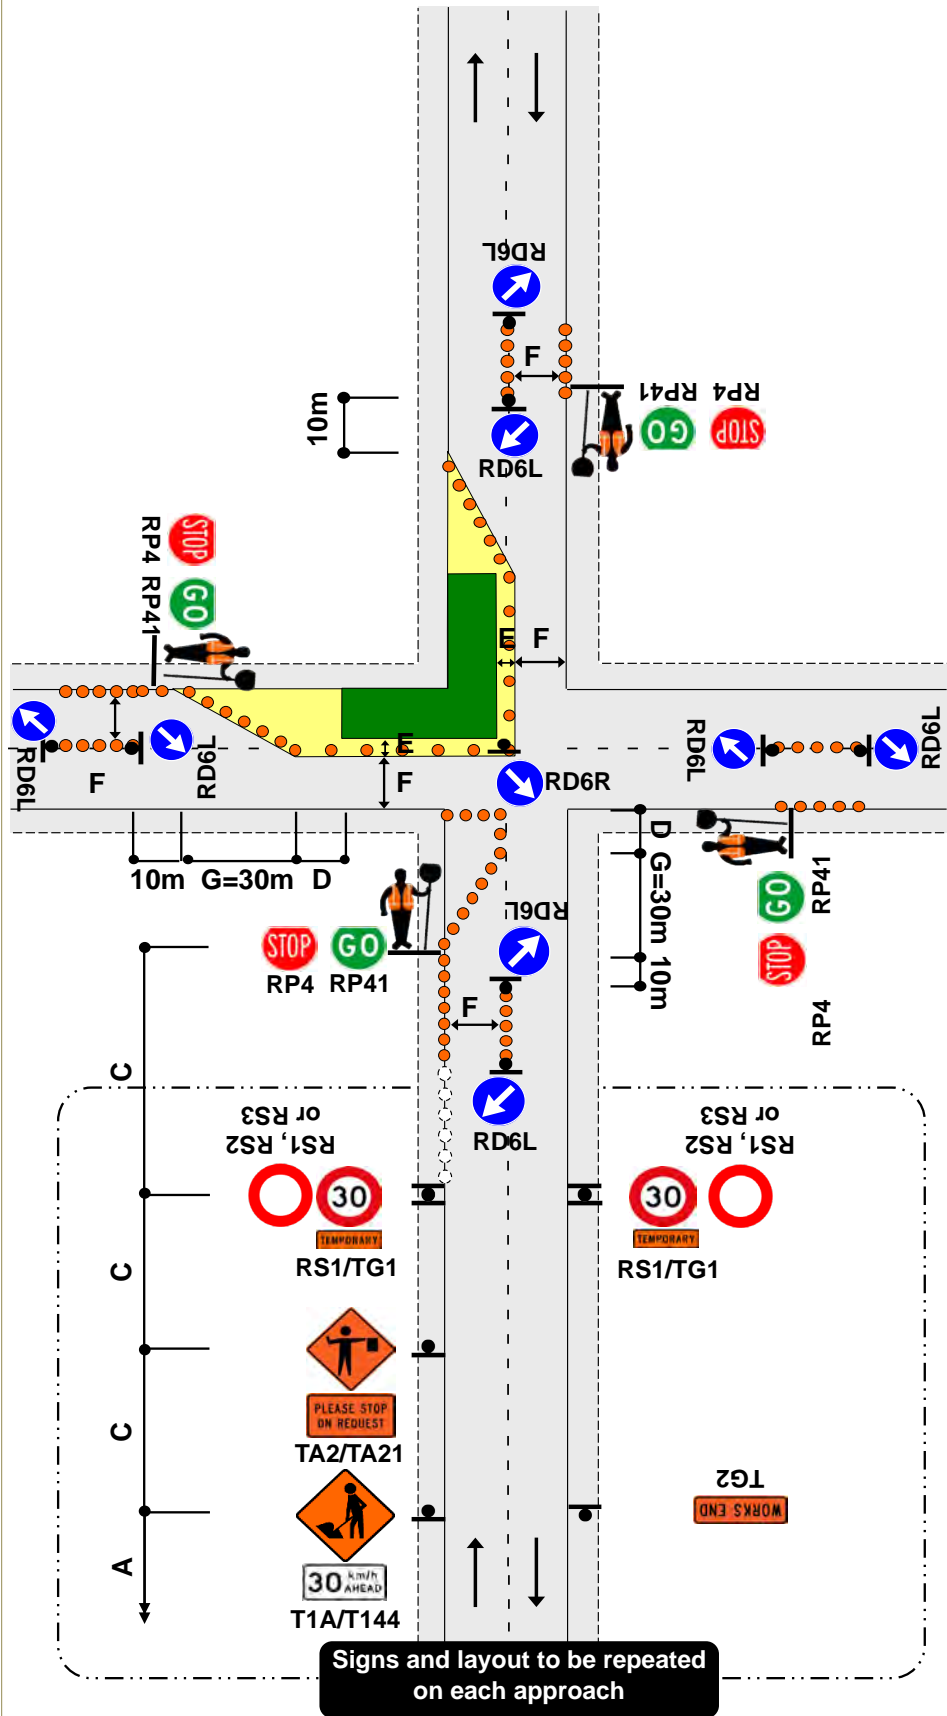 RD6L
F
RP41 RP4
GO STOP
10m
RD6L
STOP
RP4
GO
RP41
E F
RD6L
F
RD6L
E
F
RD6R
RD6L
RD6L
10m G=30m D
D G=30m 10m
RP41
GO
STOP
RP4
STOP GO
RP4 RP41
RD6L
F
RD6L
C
RS1, RS2
or RS3
30
TEMPORARY
RS1/TG1
RS1, RS2
or RS3
30
TEMPORARY
RS1/TG1
C
PLEASE STOP
ON REQUEST
TA2/TA21
C
TG2
WORKS END
A
30 km/h
AHEAD
T1A/T144
Signs and layout to be repeated
on each approach